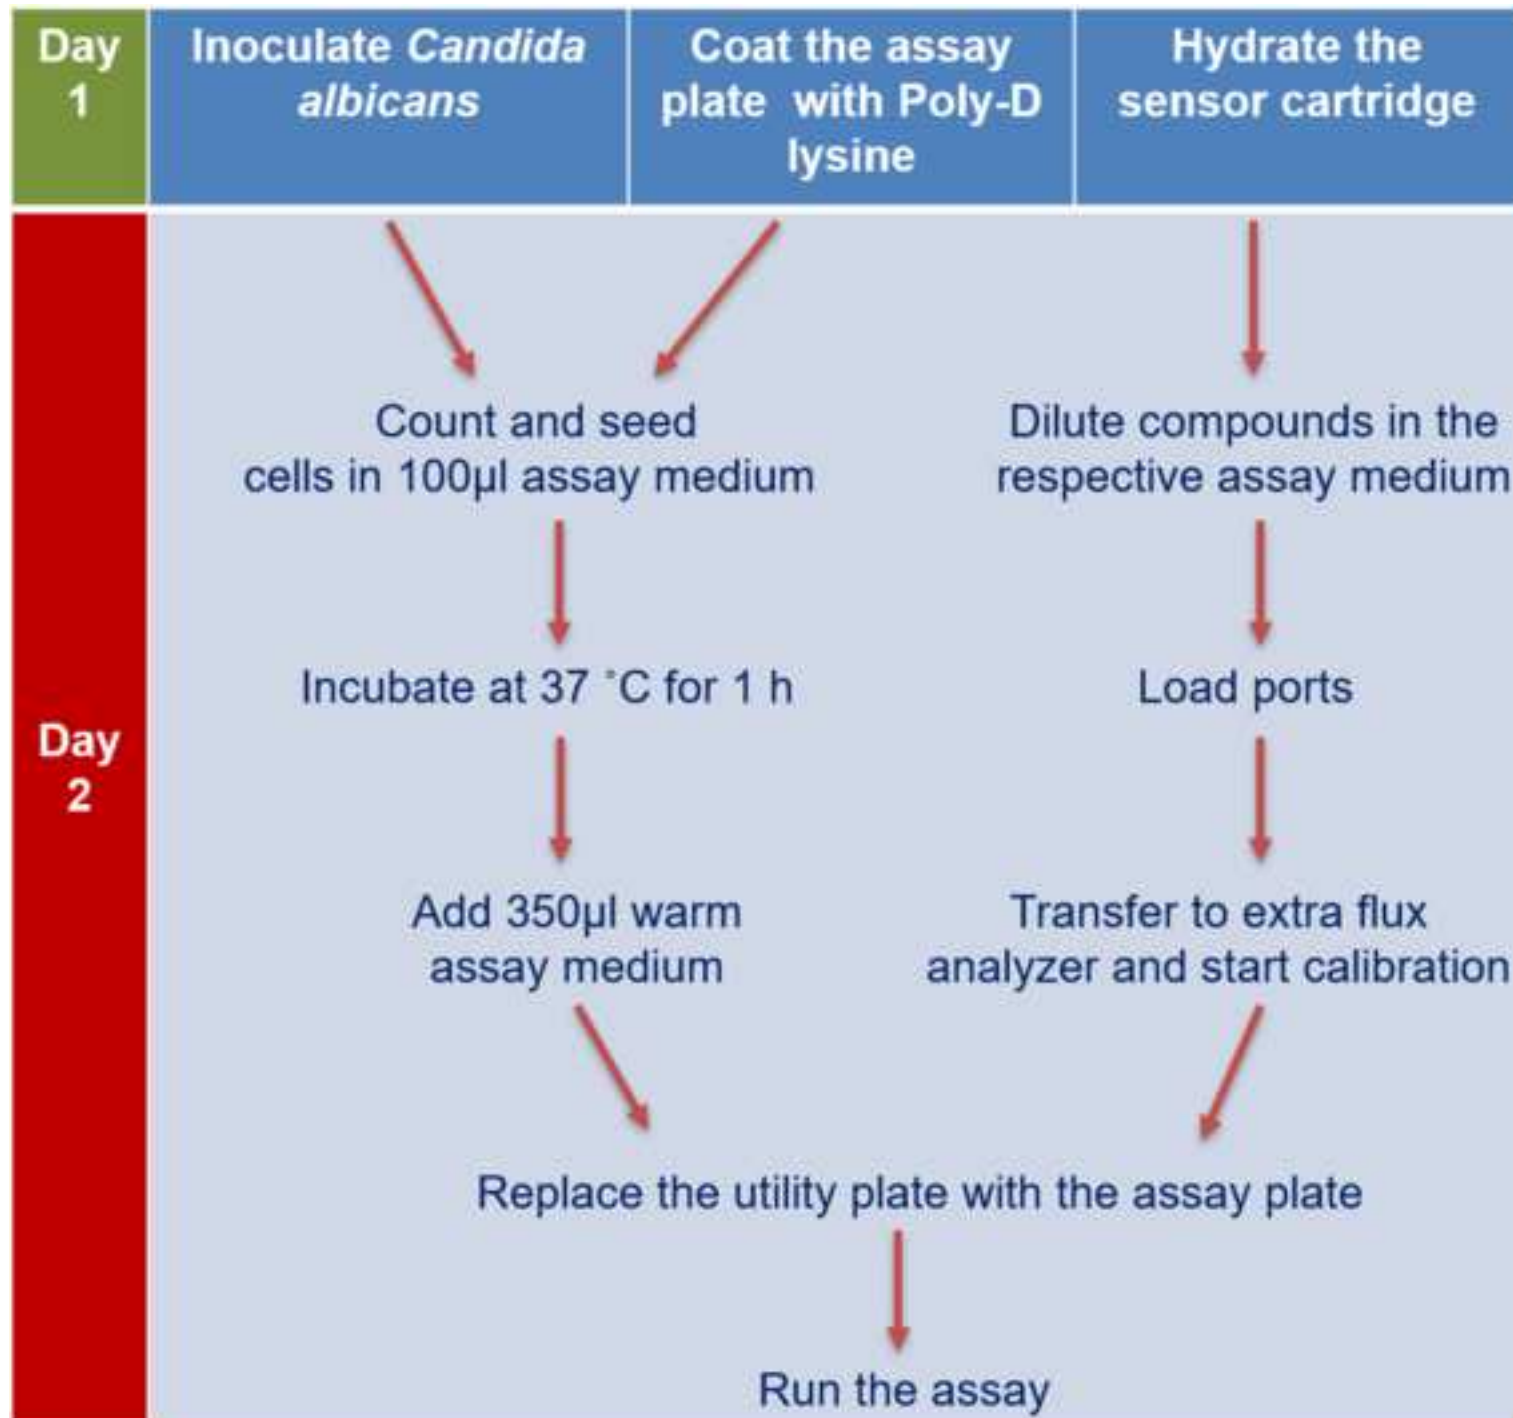 Day
1
Inoculate Candida
albicans
Coat the assay
plate with Poly-D
lysine
Hydrate the
sensor cartridge
Day
2
Count and seed
cells in 100µl assay medium
Incubate at 37 ˚C for 1 h
Add 350µl warm
assay medium
Dilute compounds in the
respective assay medium
Load ports
Transfer to extra flux
analyzer and start calibration
Replace the utility plate with the assay plate
Run the assay